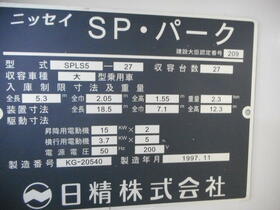 ニッセイ SP・パーク
建設大臣認定番号 209
型式 SPLS5 — 27 収容台数 27
収容車種 大 型乗用車
入庫制限寸法及び重量
全長 5.3 m 全巾 2.05 m 全高 1.55 m 重量 2.3 ton
装置寸法 全長 18.5 m 全巾 7.1 m 全高 12.3 m
駆動寸力
昇降用電動機 15 KW× 2
横行用電動機 3.7 KW× 5
電源電圧 50 Hz 200 V
製造番号 KG-20540 製造年月 1997.11
日精株式会社